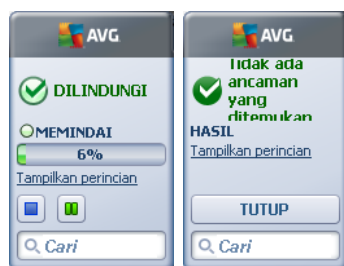 AVG
DILINDUNGI
MEMINDAI
6%
Tampilkan perincian
Cari
AVG
Tidak ada
ancaman
yang
ditemukan
HASIL
Tampilkan perincian
TUTUP
Cari